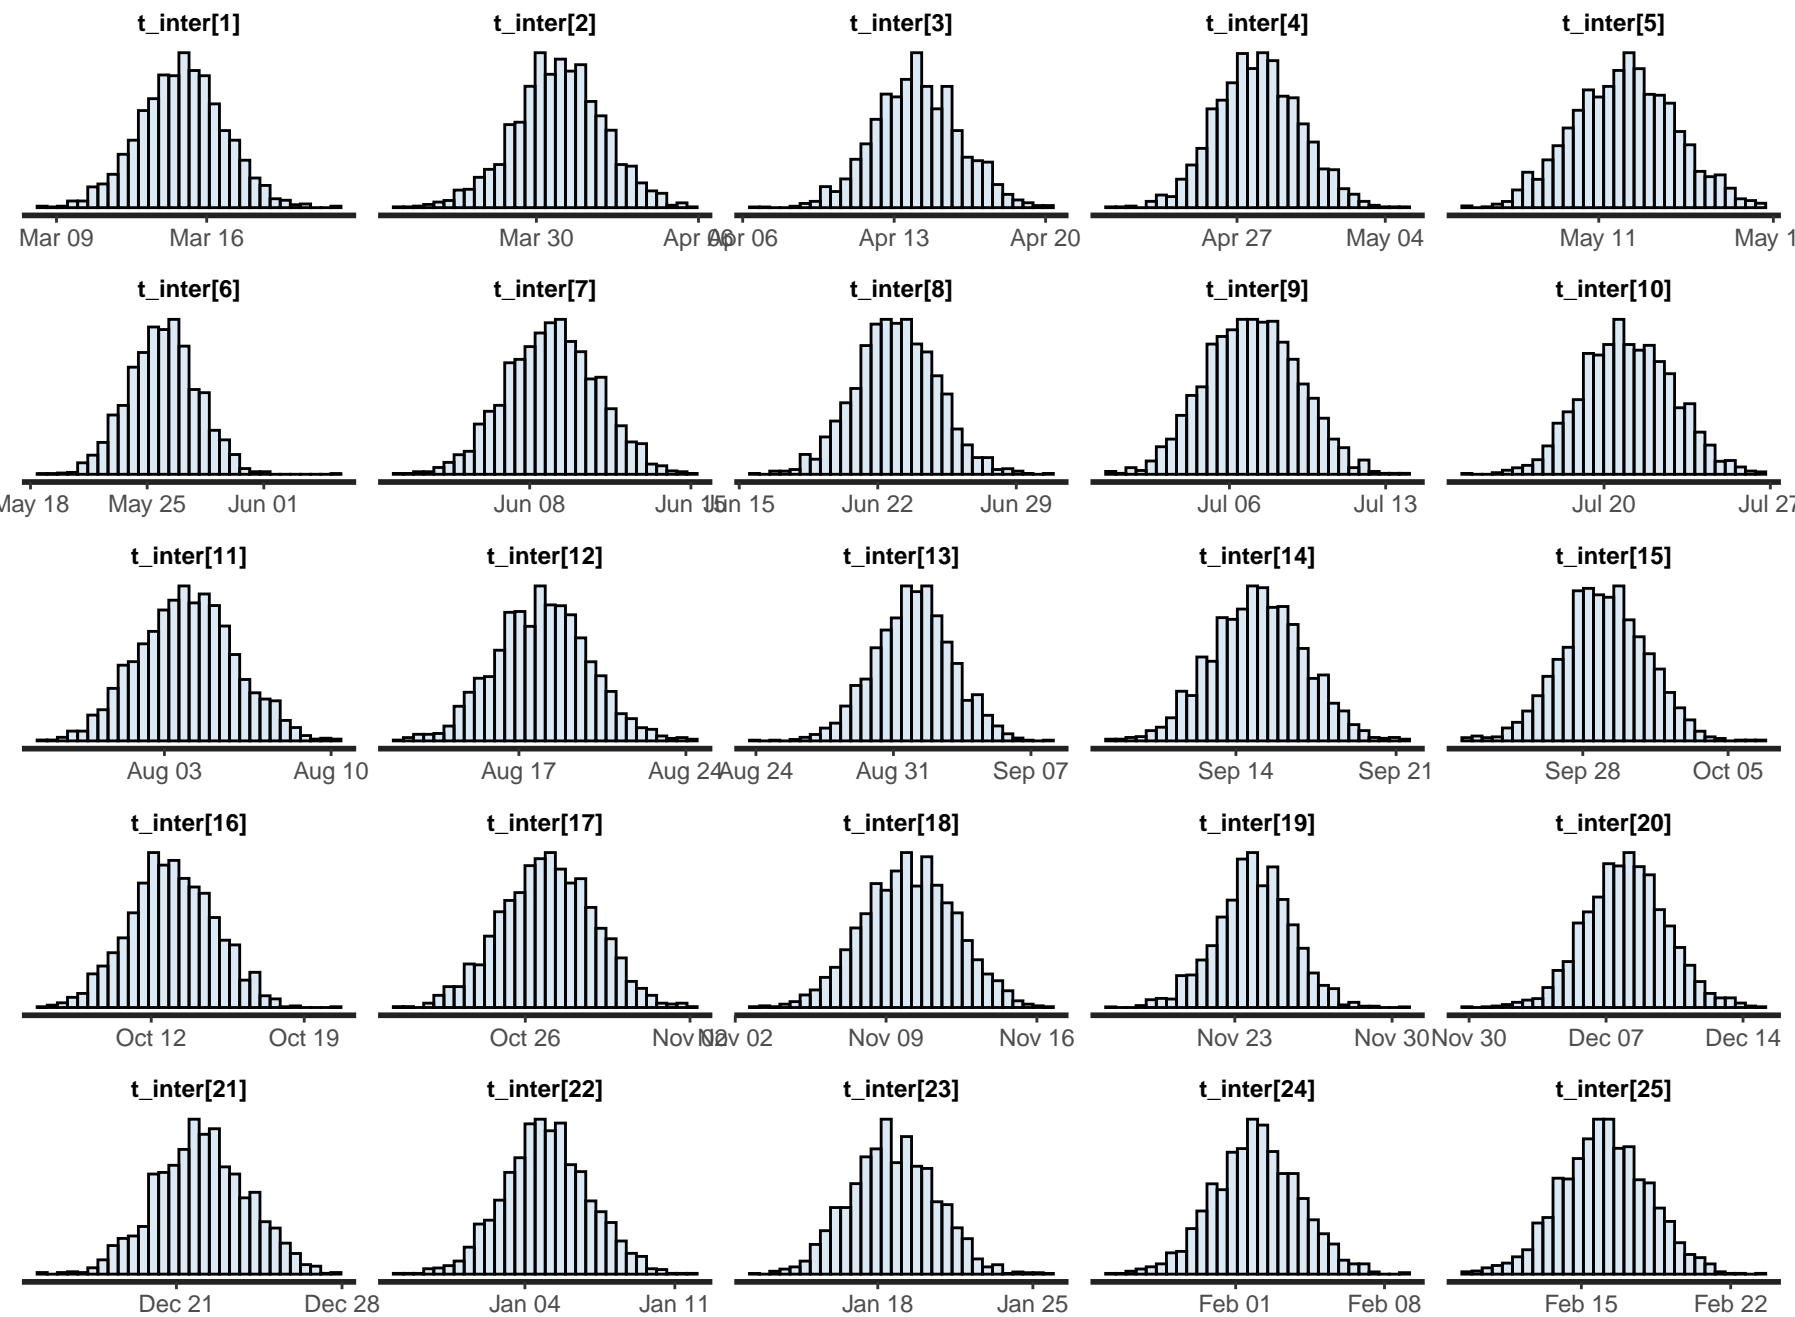 t_inter[1] t_inter[2] t_inter[3] t_inter[4] t_inter[5]
Mar 09 Mar 16 Mar 30 Apr 06 Apr 06 Apr 13 Apr 20 Apr 27 May 04 May 11 May 1
t_inter[6] t_inter[7] t_inter[8] t_inter[9] t_inter[10]
May 18 May 25 Jun 01 Jun 08 Jun 15 Jun 15 Jun 22 Jun 29 Jul 06 Jul 13 Jul 20 Jul 27
t_inter[11] t_inter[12] t_inter[13] t_inter[14] t_inter[15]
Aug 03 Aug 10 Aug 17 Aug 24 Aug 24 Aug 31 Sep 07 Sep 14 Sep 21 Sep 28 Oct 05
t_inter[16] t_inter[17] t_inter[18] t_inter[19] t_inter[20]
Oct 12 Oct 19 Oct 26 Nov 02 Nov 02 Nov 09 Nov 16 Nov 23 Nov 30 Nov 30 Dec 07 Dec 14
t_inter[21] t_inter[22] t_inter[23] t_inter[24] t_inter[25]
Dec 21 Dec 28 Jan 04 Jan 11 Jan 18 Jan 25 Feb 01 Feb 08 Feb 15 Feb 22